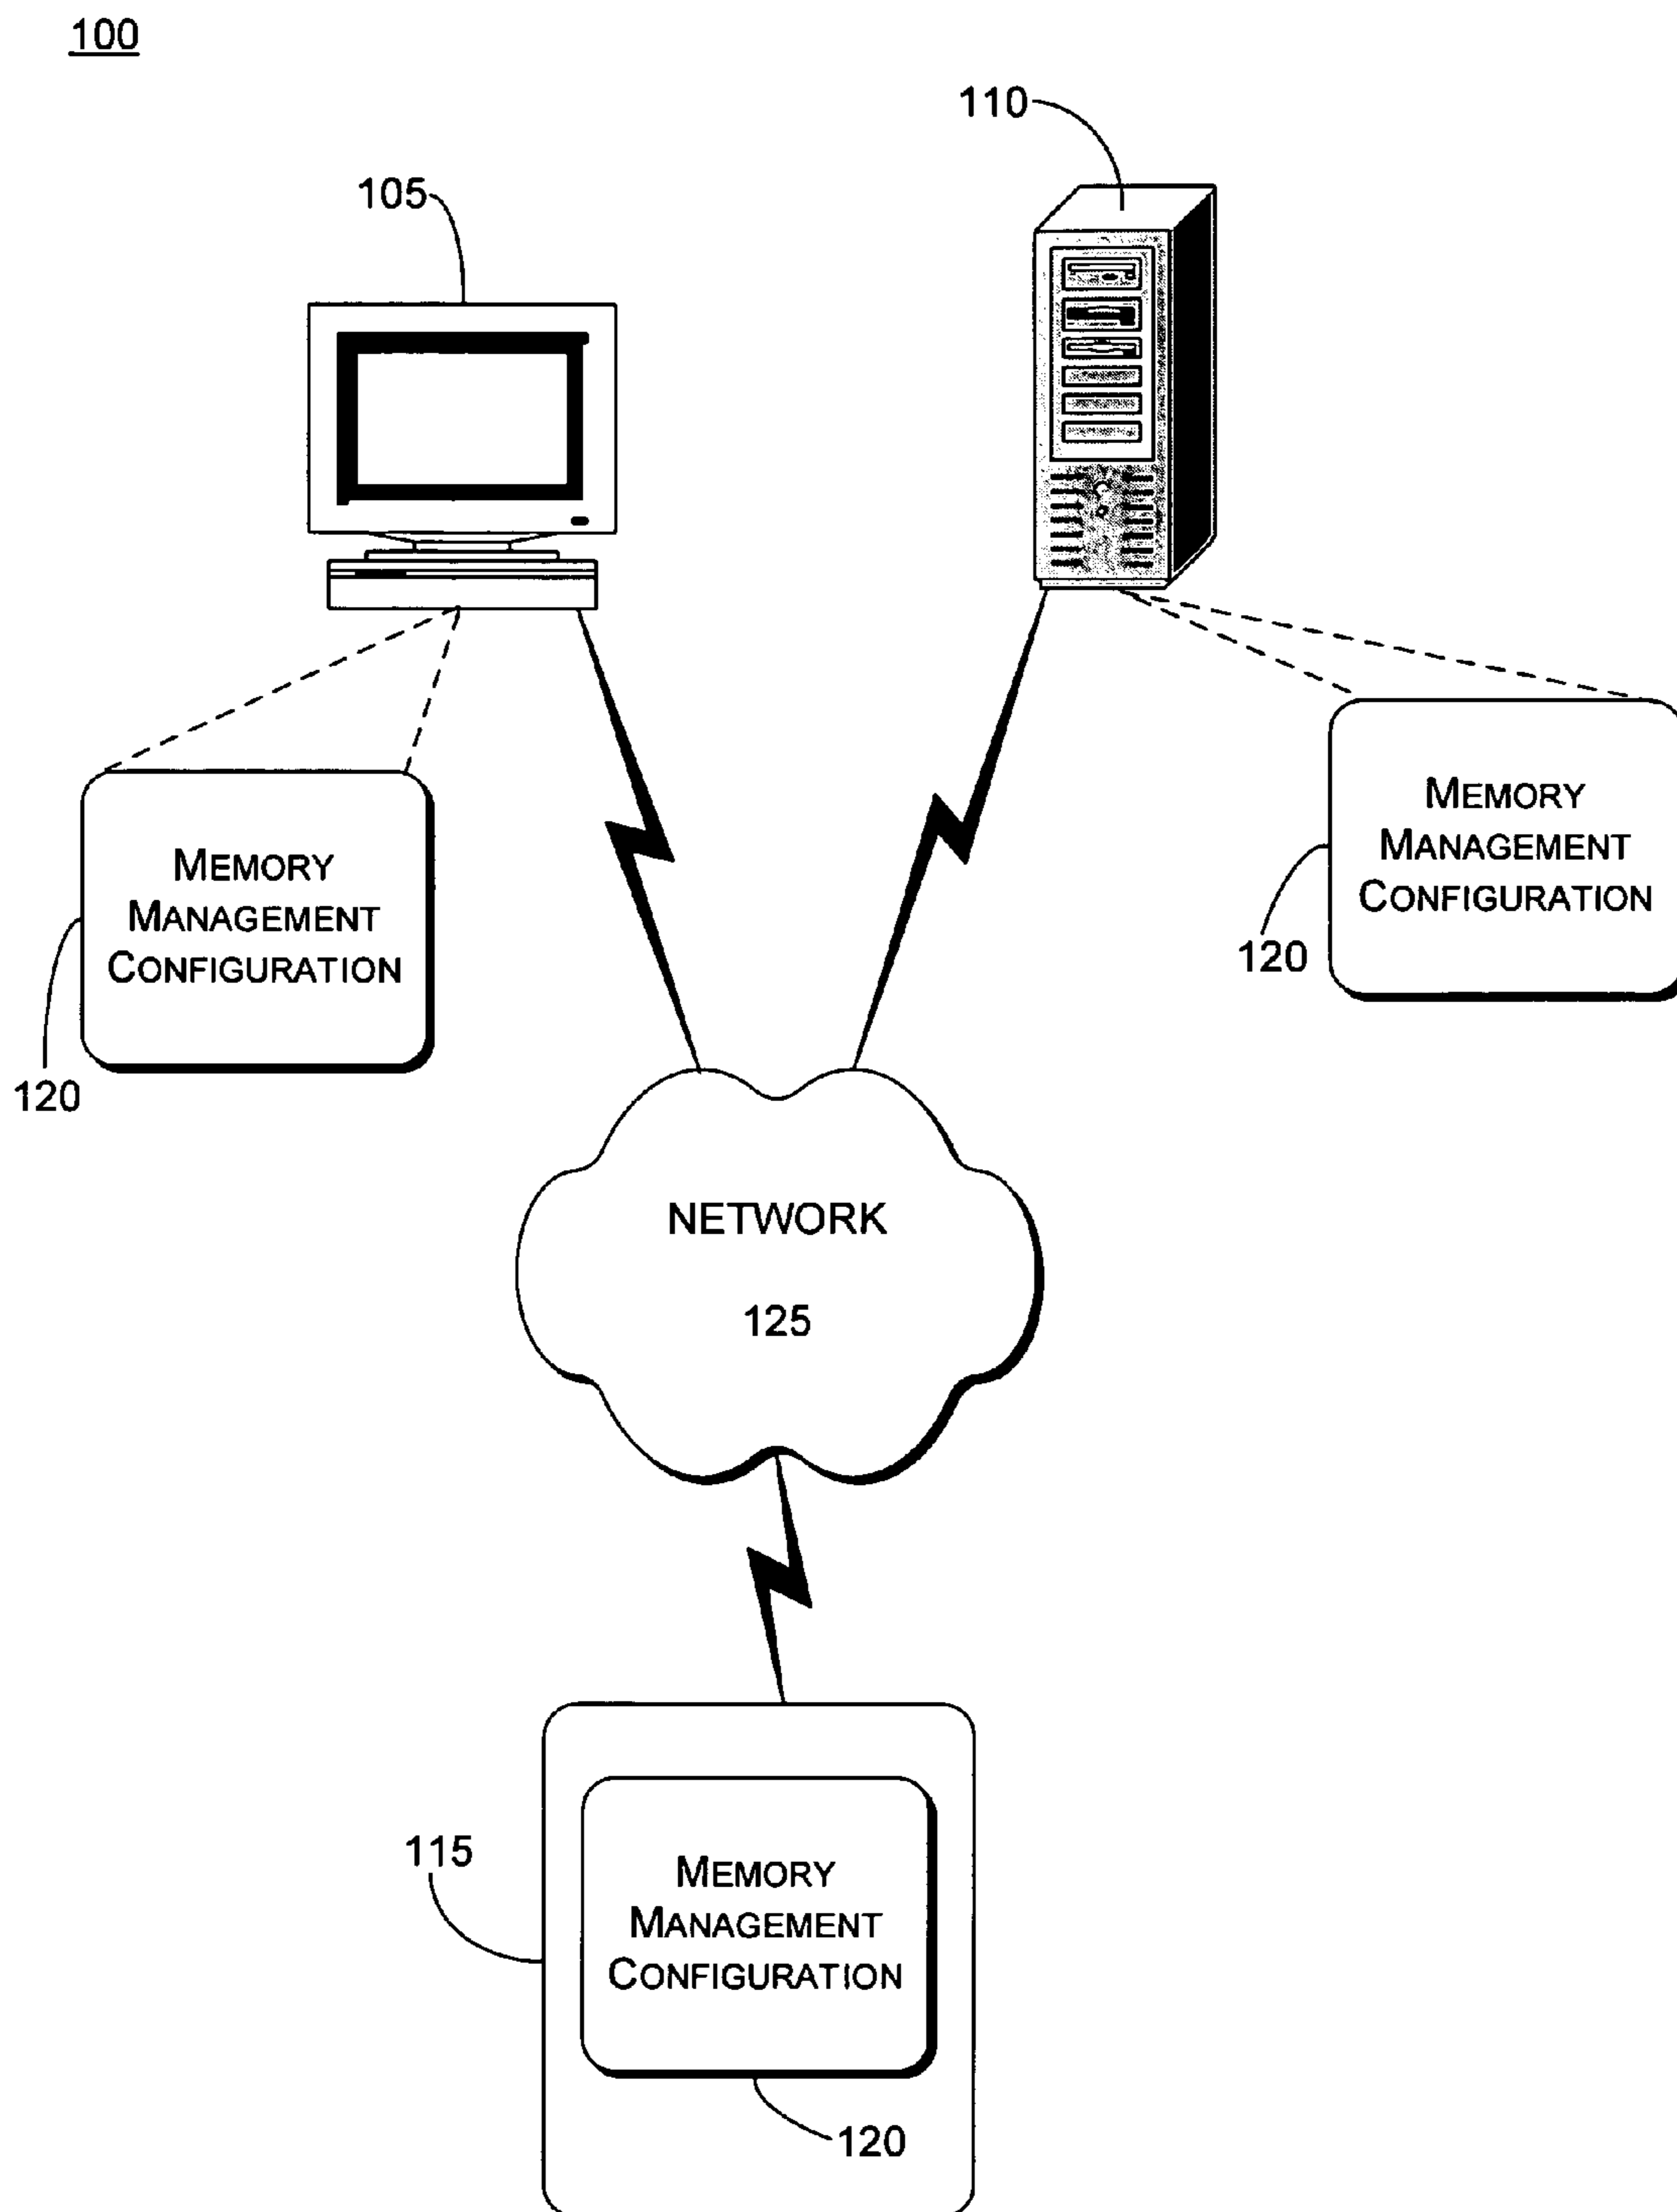 100
110
105
MEMORY
MANAGEMENT
CONFIGURATION
120
MEMORY
MANAGEMENT
CONFIGURATION
120
NETWORK
125
115
MEMORY
MANAGEMENT
CONFIGURATION
120